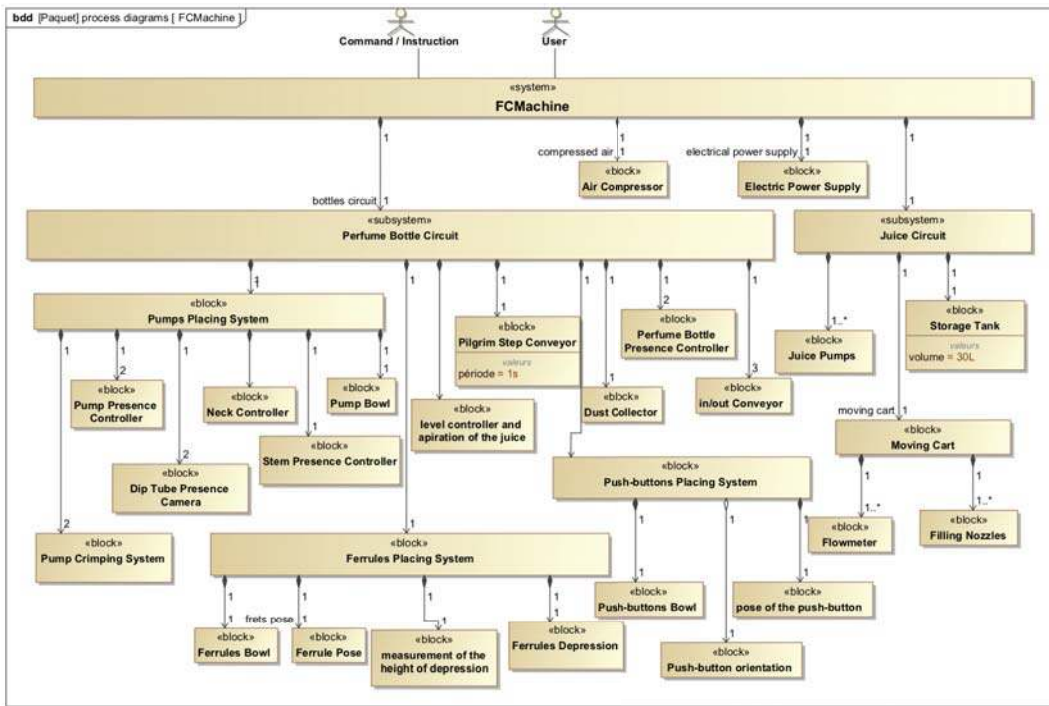 bdd [Paquet] process diagrams [ FCMachine ]
Command / Instruction
User
«system»
FCMachine
1
1
1
1
compressed air
1
electrical power supply
1
«block»
Air Compressor
«block»
Electric Power Supply
bottles circuit
1
1
«subsystem»
Perfume Bottle Circuit
«subsystem»
Juice Circuit
1
1
1
1
1
1
1
1
1
1
1
1
«block»
Pumps Placing System
1
1
1
1
1
1
«block»
Pilgrim Step Conveyor
valeurs
période = 1s
2
«block»
Perfume Bottle
Presence Controller
1..*
«block»
Juice Pumps
1
«block»
Storage Tank
valeurs
volume = 30L
2
«block»
Pump Presence
Controller
1
«block»
Neck Controller
1
«block»
Pump Bowl
1
«block»
level controller and
apiration of the juice
1
«block»
Dust Collector
3
«block»
in/out Conveyor
moving cart
1
«block»
Moving Cart
1
1
1
«block»
Stem Presence Controller
2
«block»
Dip Tube Presence
Camera
«block»
Push-buttons Placing System
1
1
1
1..*
«block»
Flowmeter
1..*
«block»
Filling Nozzles
2
«block»
Pump Crimping System
1
«block»
Ferrules Placing System
1
1
1
1
1
«block»
Push-buttons Bowl
1
«block»
pose of the push-button
1
«block»
Ferrules Bowl
frets pose
1
«block»
Ferrule Pose
1
«block»
measurement of the
height of depression
1
«block»
Ferrules Depression
1
«block»
Push-button orientation